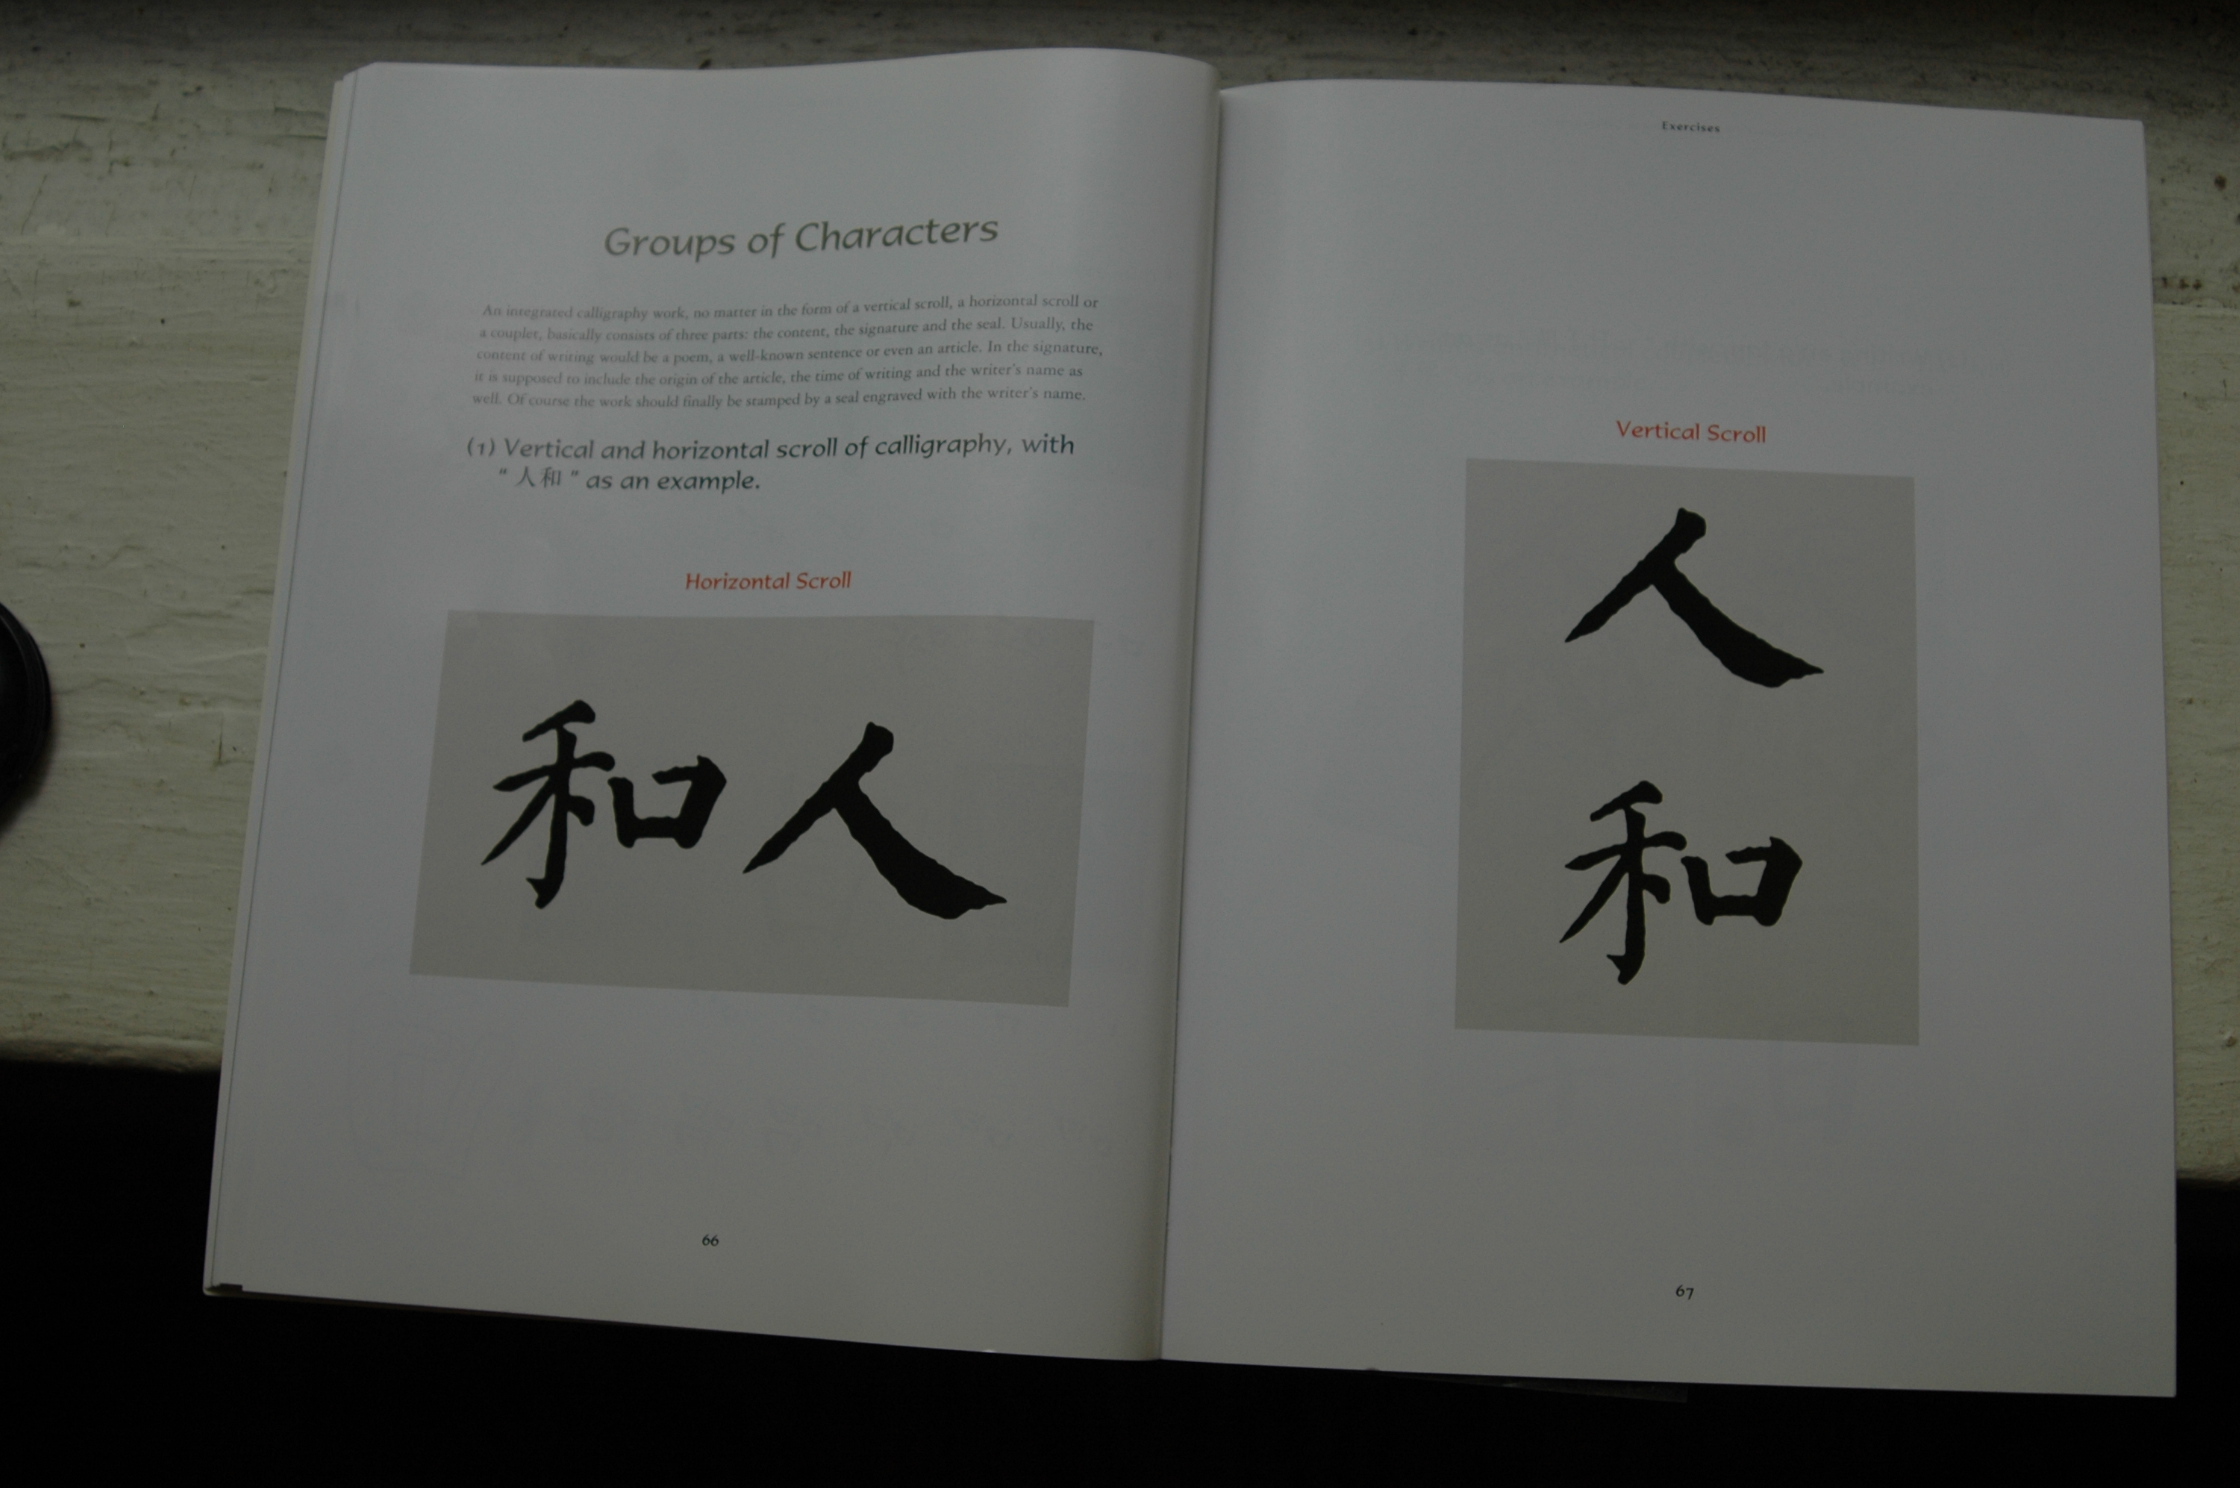 Groups of Characters
An integrated calligraphy work, no matter in the form of a vertical scroll, a horizontal scroll or
a couplet, basically consists of three parts: the content, the signature and the seal. Usually, the
content of writing would be a poem, a well-known sentence or even an article. In the signature,
it is supposed to include the origin of the article, the time of writing and the writer's name as
well. Of course the work should finally be stamped by a seal engraved with the writer's name.
(1) Vertical and horizontal scroll of calligraphy, with
"人和" as an example.
Horizontal Scroll
和人
66
Exercises
Vertical Scroll
人
和
67